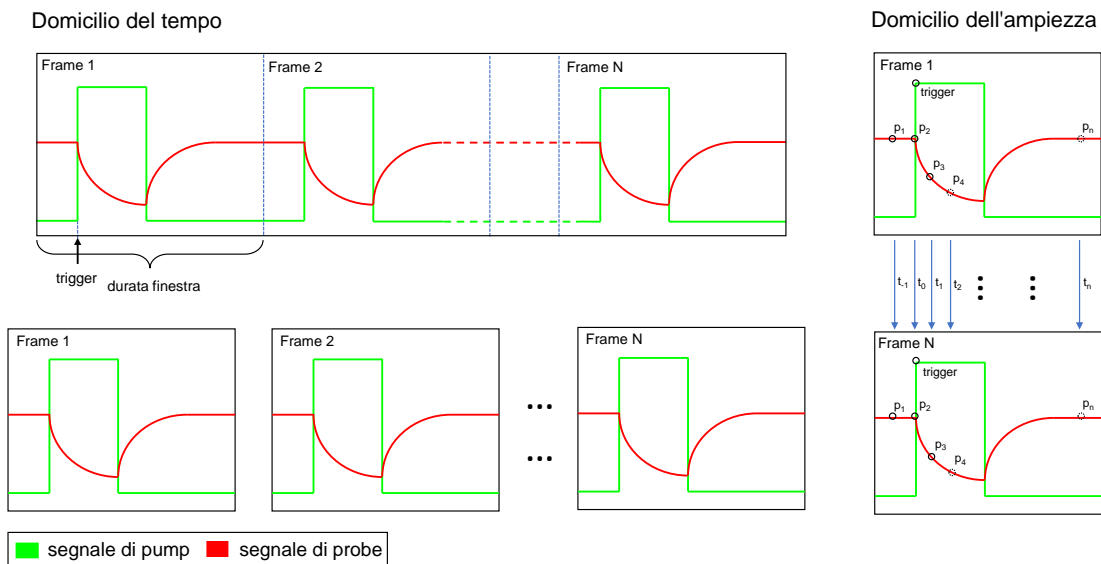 Domicilio del tempo
Frame 1
Frame 2
Frame N
trigger
durata finestra
Frame 1
Frame 2
...
Frame N
...
segnale di pump
segnale di probe
Domicilio dell'ampiezza
Frame 1
trigger
p1
p2
p3
p4
pn
t-1
t0
t1
t2
tn
Frame N
trigger
p1
p2
p3
p4
pn